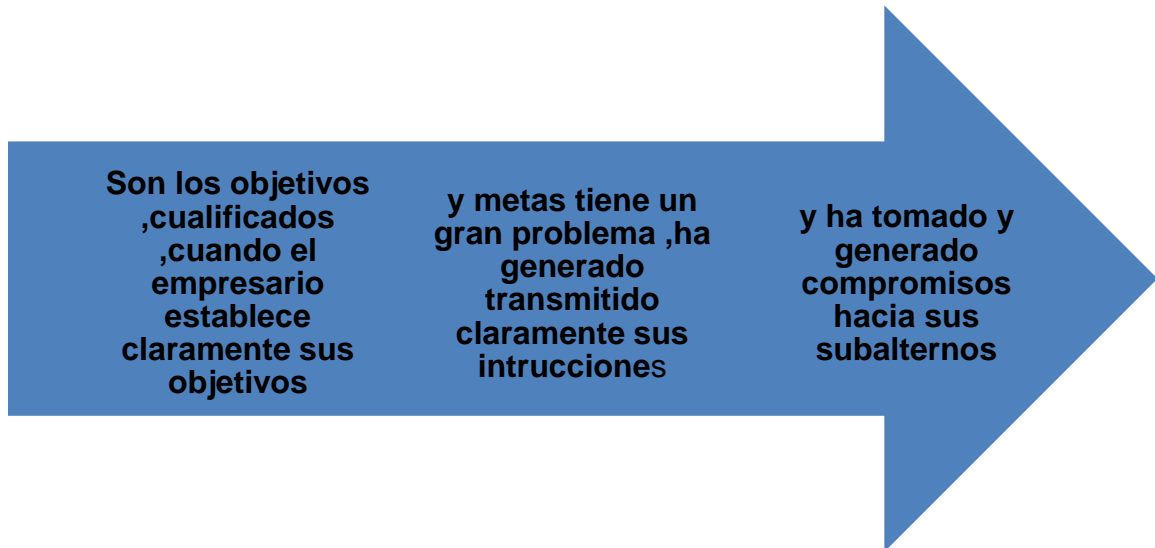 Son los objetivos
,cualificados
,cuando el
empresario
establece
claramente sus
objetivos
y metas tiene un
gran problema ,ha
generado
transmitido
claramente sus
intrucciones
y ha tomado y
generado
compromisos
hacia sus
subalternos